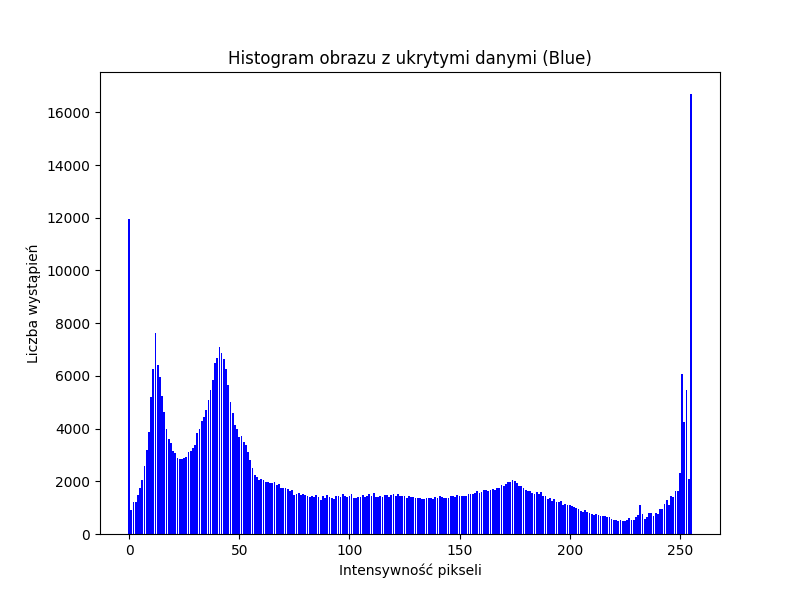 Histogram obrazu z ukrytymi danymi (Blue)
16000
14000
12000
10000
8000
6000
4000
2000
0
Liczba wystąpień
0 50 100 150 200 250
Intensywność pikseli